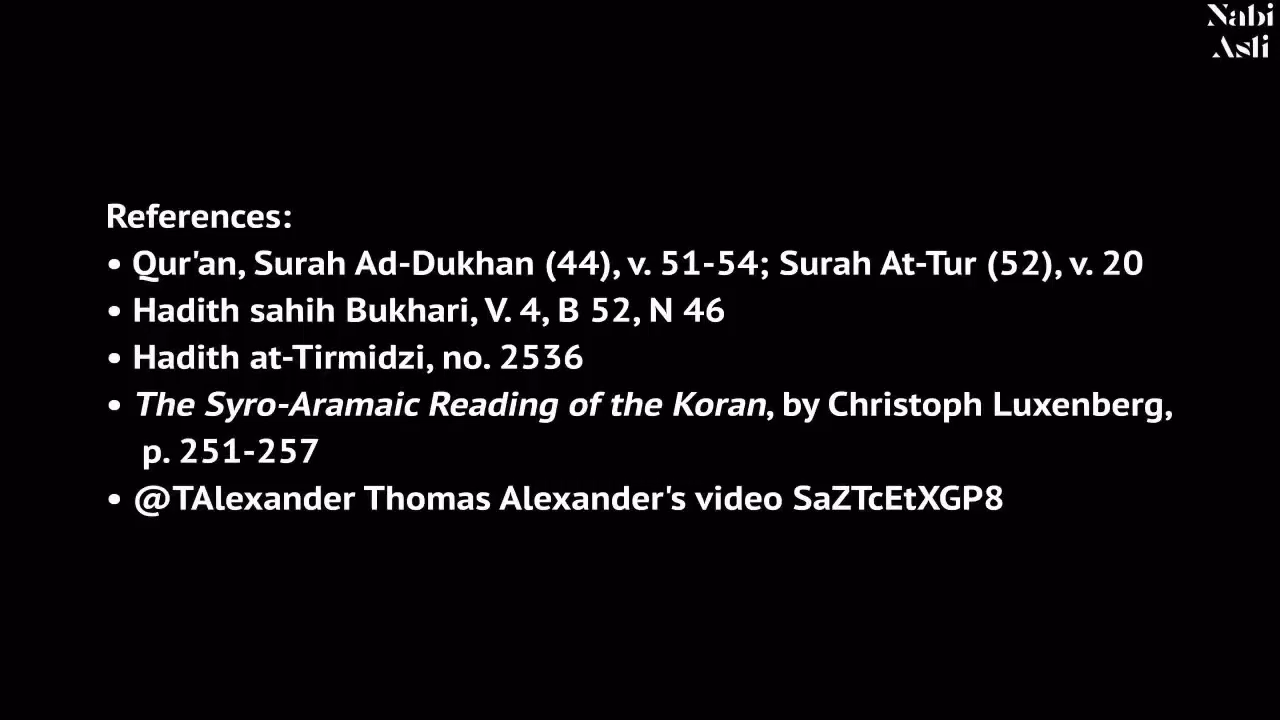 Nabi
Asli
References:
• Qur'an, Surah Ad-Dukhan (44), v. 51-54; Surah At-Tur (52), v. 20
• Hadith sahih Bukhari, V. 4, B 52, N 46
• Hadith at-Tirmidzi, no. 2536
• The Syro-Aramaic Reading of the Koran, by Christoph Luxenberg,
p. 251-257
• @TAlexander Thomas Alexander's video SaZTcEtXGP8